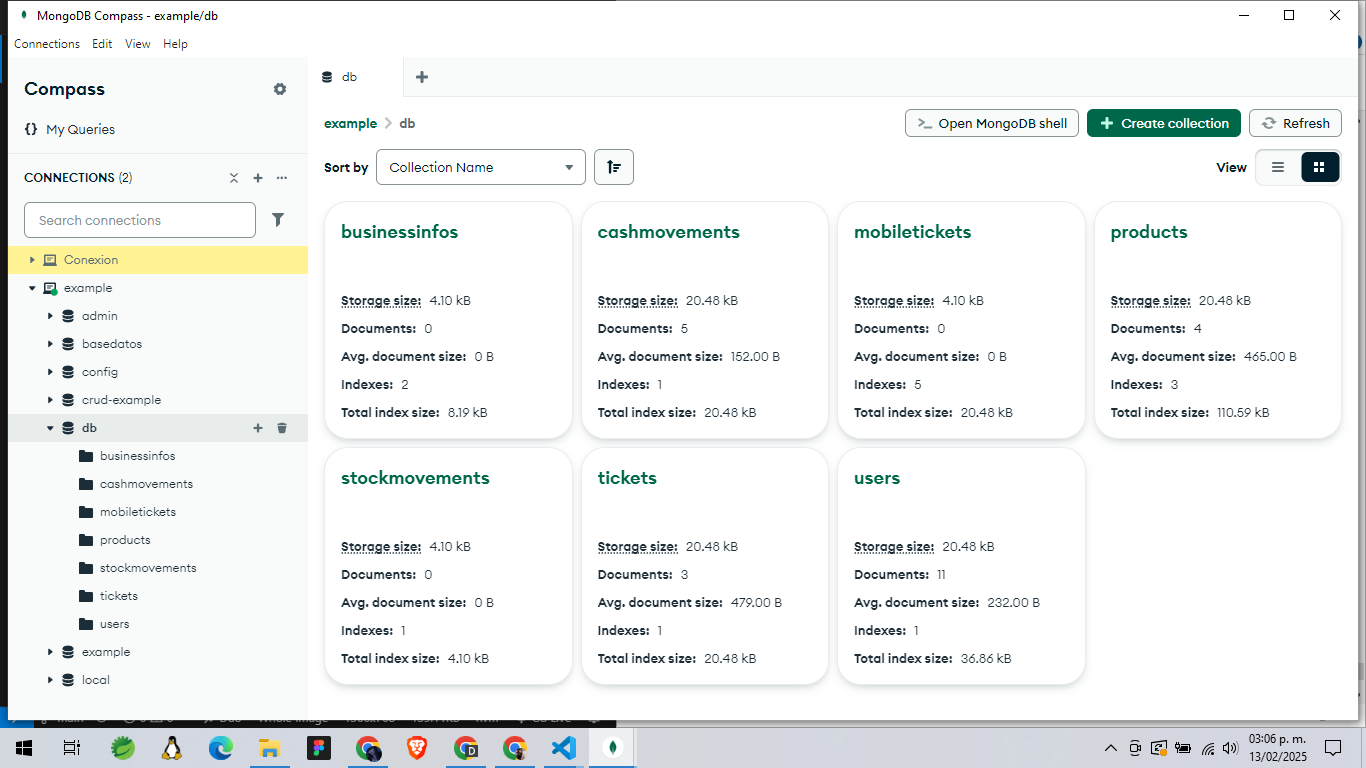 MongoDB Compass - example/db
Connections Edit View Help
Compass
My Queries
CONNECTIONS (2)
Search connections
Conexion
example
admin
basedatos
config
crud-example
db
businessinfos
cashmovements
mobiletickets
products
stockmovements
tickets
users
example
local
db
example > db
>_ Open MongoDB shell
+ Create collection
Refresh
Sort by Collection Name
View
businessinfos
Storage size: 4.10 kB
Documents: 0
Avg. document size: 0 B
Indexes: 2
Total index size: 8.19 kB
cashmovements
Storage size: 20.48 kB
Documents: 5
Avg. document size: 152.00 B
Indexes: 1
Total index size: 20.48 kB
mobiletickets
Storage size: 4.10 kB
Documents: 0
Avg. document size: 0 B
Indexes: 5
Total index size: 20.48 kB
products
Storage size: 20.48 kB
Documents: 4
Avg. document size: 465.00 B
Indexes: 3
Total index size: 110.59 kB
stockmovements
Storage size: 4.10 kB
Documents: 0
Avg. document size: 0 B
Indexes: 1
Total index size: 4.10 kB
tickets
Storage size: 20.48 kB
Documents: 3
Avg. document size: 479.00 B
Indexes: 1
Total index size: 20.48 kB
users
Storage size: 20.48 kB
Documents: 11
Avg. document size: 232.00 B
Indexes: 1
Total index size: 36.86 kB
03:06 p. m.
13/02/2025